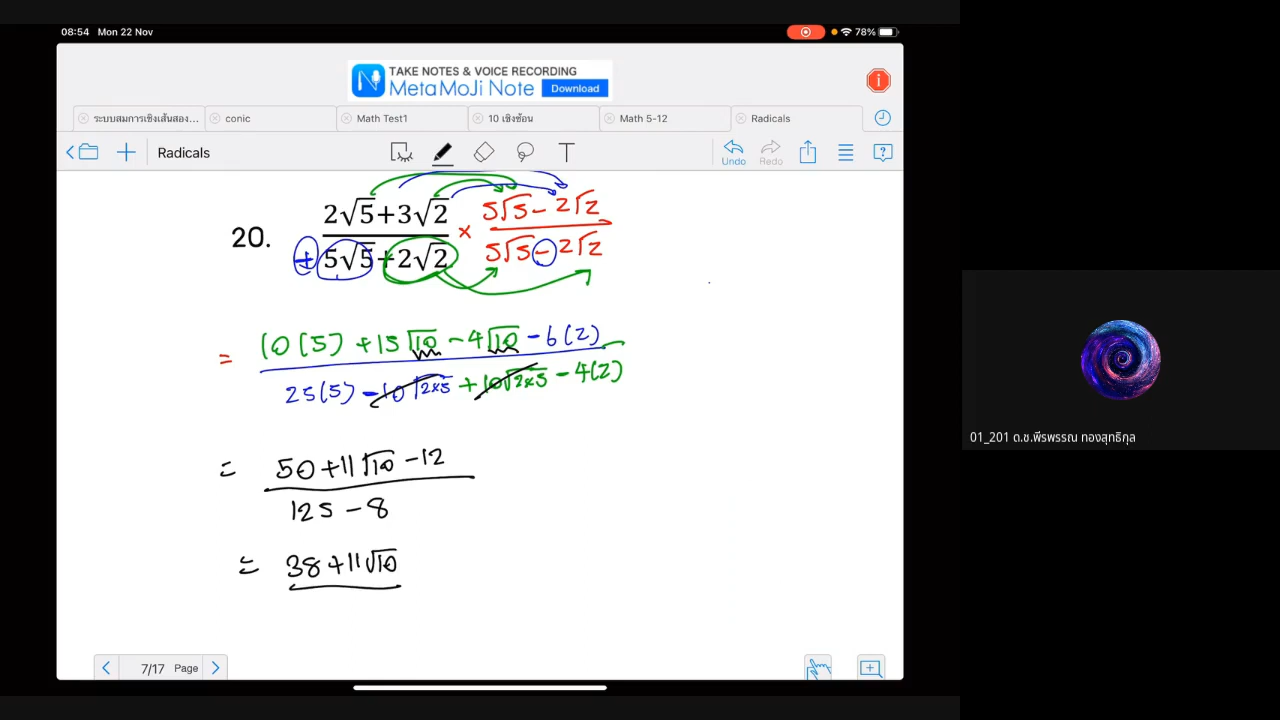 08:54 Mon 22 Nov 78%
TAKE NOTES & VOICE RECORDING
MetaMoJi Note Download
ระบบสมการเชิงเส้นสอง... conic Math Test1 10 เชิงซ้อน Math 5-12 Radicals
Radicals Undo Redo
2√5+3√2 × 5√5 - 2√2
20.
+ 5√5+2√2 5√5 - 2√2
= 10(5) + 15√10 - 4√10 - 6(2)
25(5) - 10√2×5 + 10√2×5 - 4(2)
= 50 + 11√10 - 12
125 - 8
= 38 + 11√10
7/17 Page
01_201 ด.ช.พีรพรรณ ทองสุทธิกุล